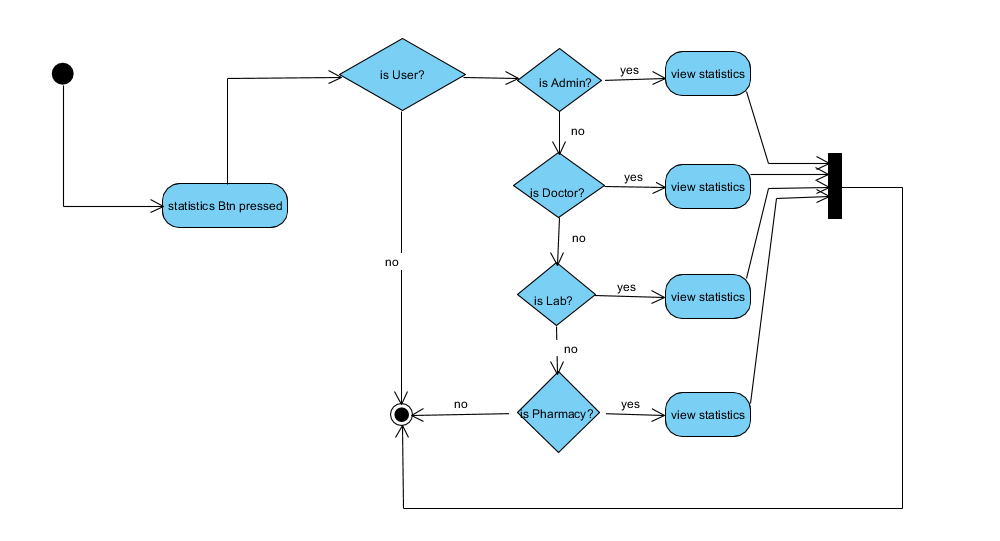 is User?
is Admin?
yes
view statistics
no
statistics Btn pressed
is Doctor?
yes
view statistics
no
no
is Lab?
yes
view statistics
no
is Pharmacy?
no
yes
view statistics